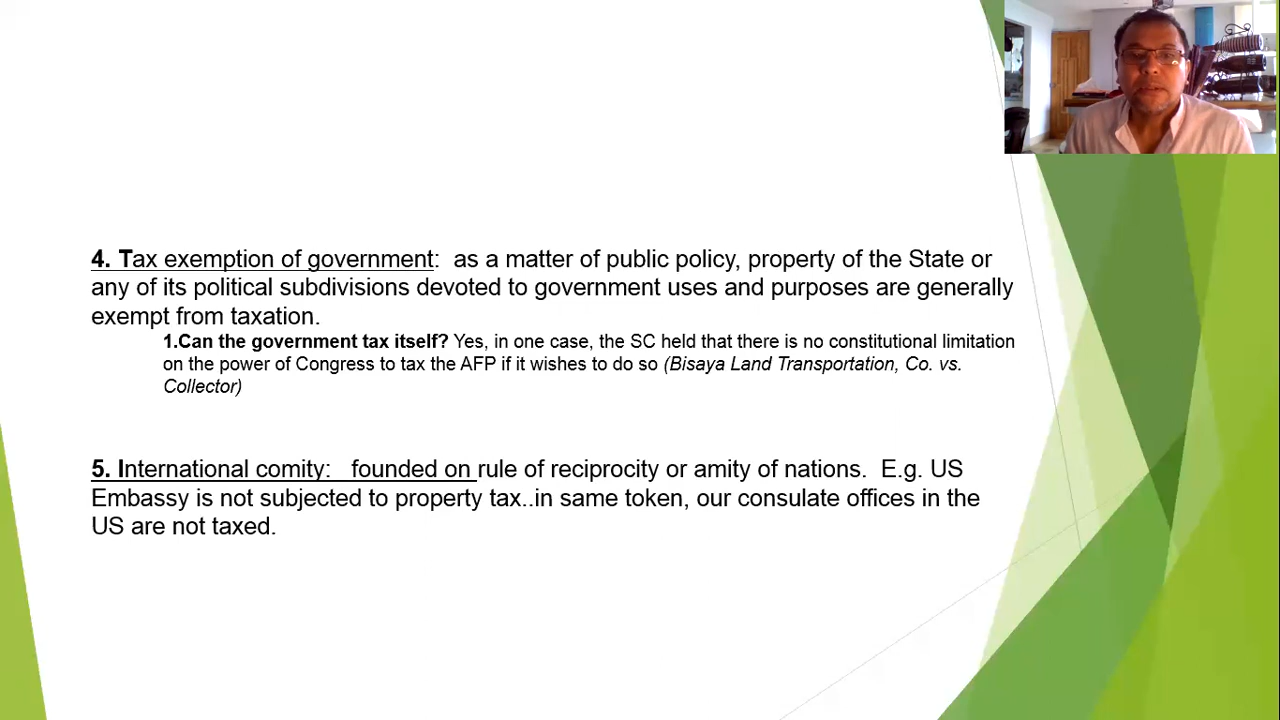 4. Tax exemption of government:  as a matter of public policy, property of the State or
any of its political subdivisions devoted to government uses and purposes are generally
exempt from taxation.
1.Can the government tax itself? Yes, in one case, the SC held that there is no constitutional limitation
on the power of Congress to tax the AFP if it wishes to do so (Bisaya Land Transportation, Co. vs.
Collector)
5. International comity:   founded on rule of reciprocity or amity of nations.  E.g. US
Embassy is not subjected to property tax..in same token, our consulate offices in the
US are not taxed.